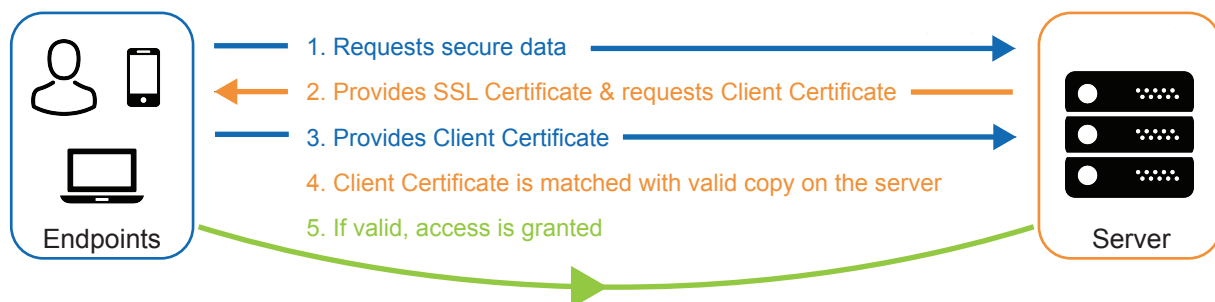 1. Requests secure data
2. Provides SSL Certificate & requests Client Certificate
3. Provides Client Certificate
4. Client Certificate is matched with valid copy on the server
5. If valid, access is granted
Endpoints
Server